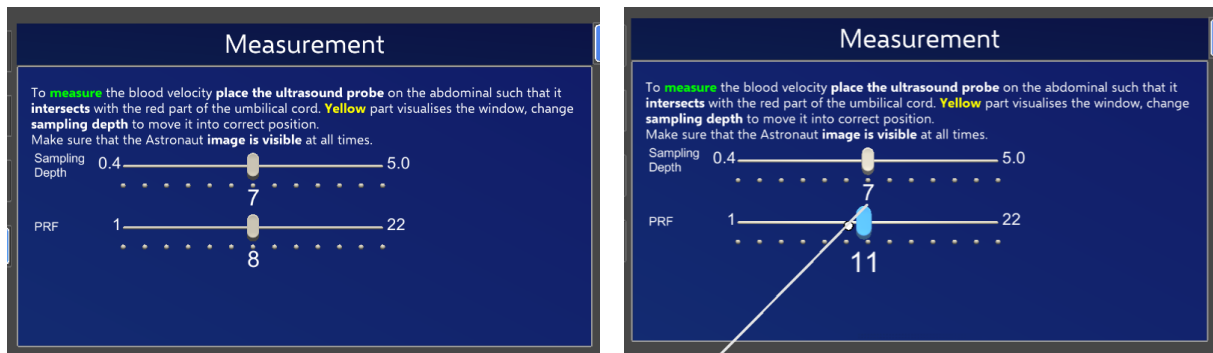 Measurement
To measure the blood velocity place the ultrasound probe on the abdominal such that it
intersects with the red part of the umbilical cord. Yellow part visualises the window, change
sampling depth to move it into correct position.
Make sure that the Astronaut image is visible at all times.
Sampling Depth 0.4 5.0
7
PRF 1 22
8
Measurement
To measure the blood velocity place the ultrasound probe on the abdominal such that it
intersects with the red part of the umbilical cord. Yellow part visualises the window, change
sampling depth to move it into correct position.
Make sure that the Astronaut image is visible at all times.
Sampling Depth 0.4 5.0
7
PRF 1 22
11